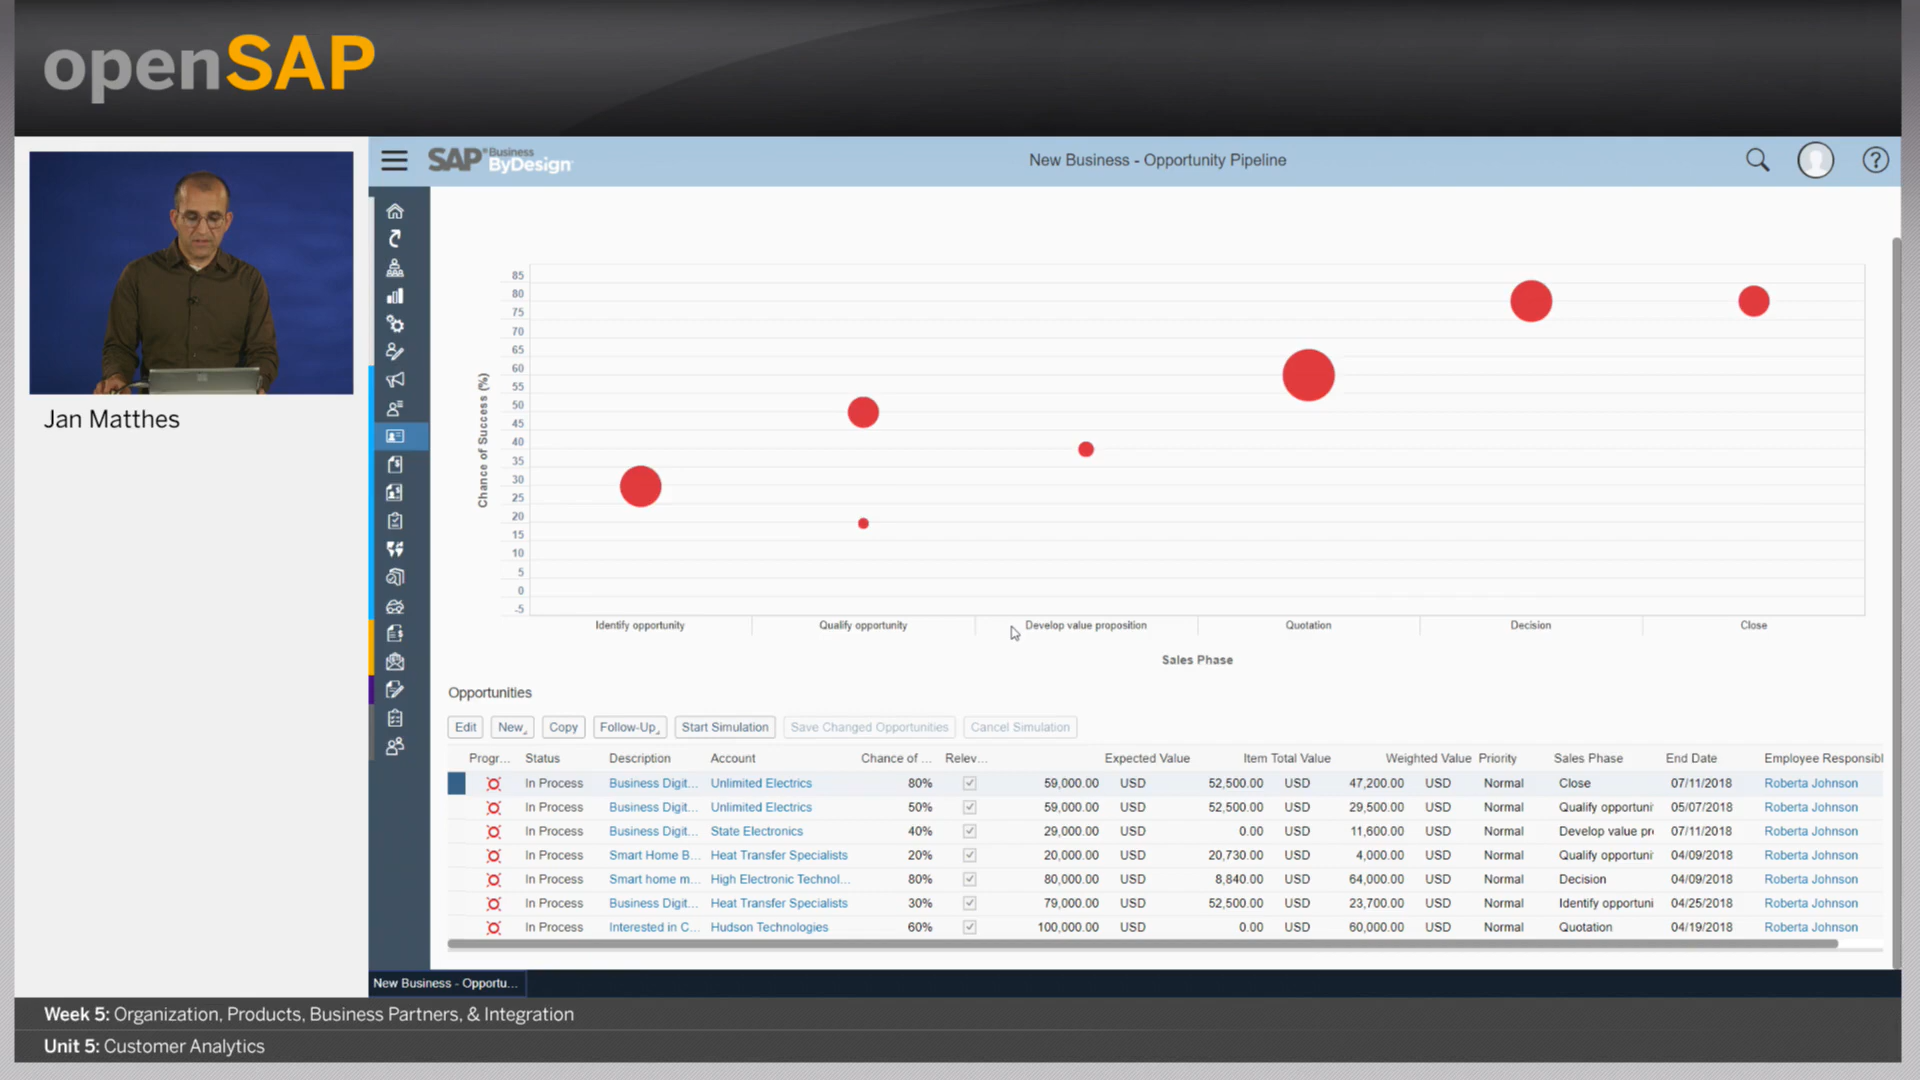 openSAP
Jan Matthes
SAP Business ByDesign
New Business - Opportunity Pipeline
Chance of Success (%)
85
80
75
70
65
60
55
50
45
40
35
30
25
20
15
10
5
0
-5
Identify opportunity Qualify opportunity Develop value proposition Quotation Decision Close
Sales Phase
Opportunities
Edit New Copy Follow-Up Start Simulation Save Changed Opportunities Cancel Simulation
Progr... Status Description Account Chance of ... Relev... Expected Value Item Total Value Weighted Value Priority Sales Phase End Date Employee Responsibl
In Process Business Digit... Unlimited Electrics 80% 59,000.00 USD 52,500.00 USD 47,200.00 USD Normal Close 07/11/2018 Roberta Johnson
In Process Business Digit... Unlimited Electrics 50% 59,000.00 USD 52,500.00 USD 29,500.00 USD Normal Qualify opportuni 05/07/2018 Roberta Johnson
In Process Business Digit... State Electronics 40% 29,000.00 USD 0.00 USD 11,600.00 USD Normal Develop value pr 07/11/2018 Roberta Johnson
In Process Smart Home B... Heat Transfer Specialists 20% 20,000.00 USD 20,730.00 USD 4,000.00 USD Normal Qualify opportuni 04/09/2018 Roberta Johnson
In Process Smart home m... High Electronic Technol... 80% 80,000.00 USD 8,840.00 USD 64,000.00 USD Normal Decision 04/09/2018 Roberta Johnson
In Process Business Digit... Heat Transfer Specialists 30% 79,000.00 USD 52,500.00 USD 23,700.00 USD Normal Identify opportuni 04/25/2018 Roberta Johnson
In Process Interested in C... Hudson Technologies 60% 100,000.00 USD 0.00 USD 60,000.00 USD Normal Quotation 04/19/2018 Roberta Johnson
New Business - Opportu...
Week 5: Organization, Products, Business Partners, & Integration
Unit 5: Customer Analytics